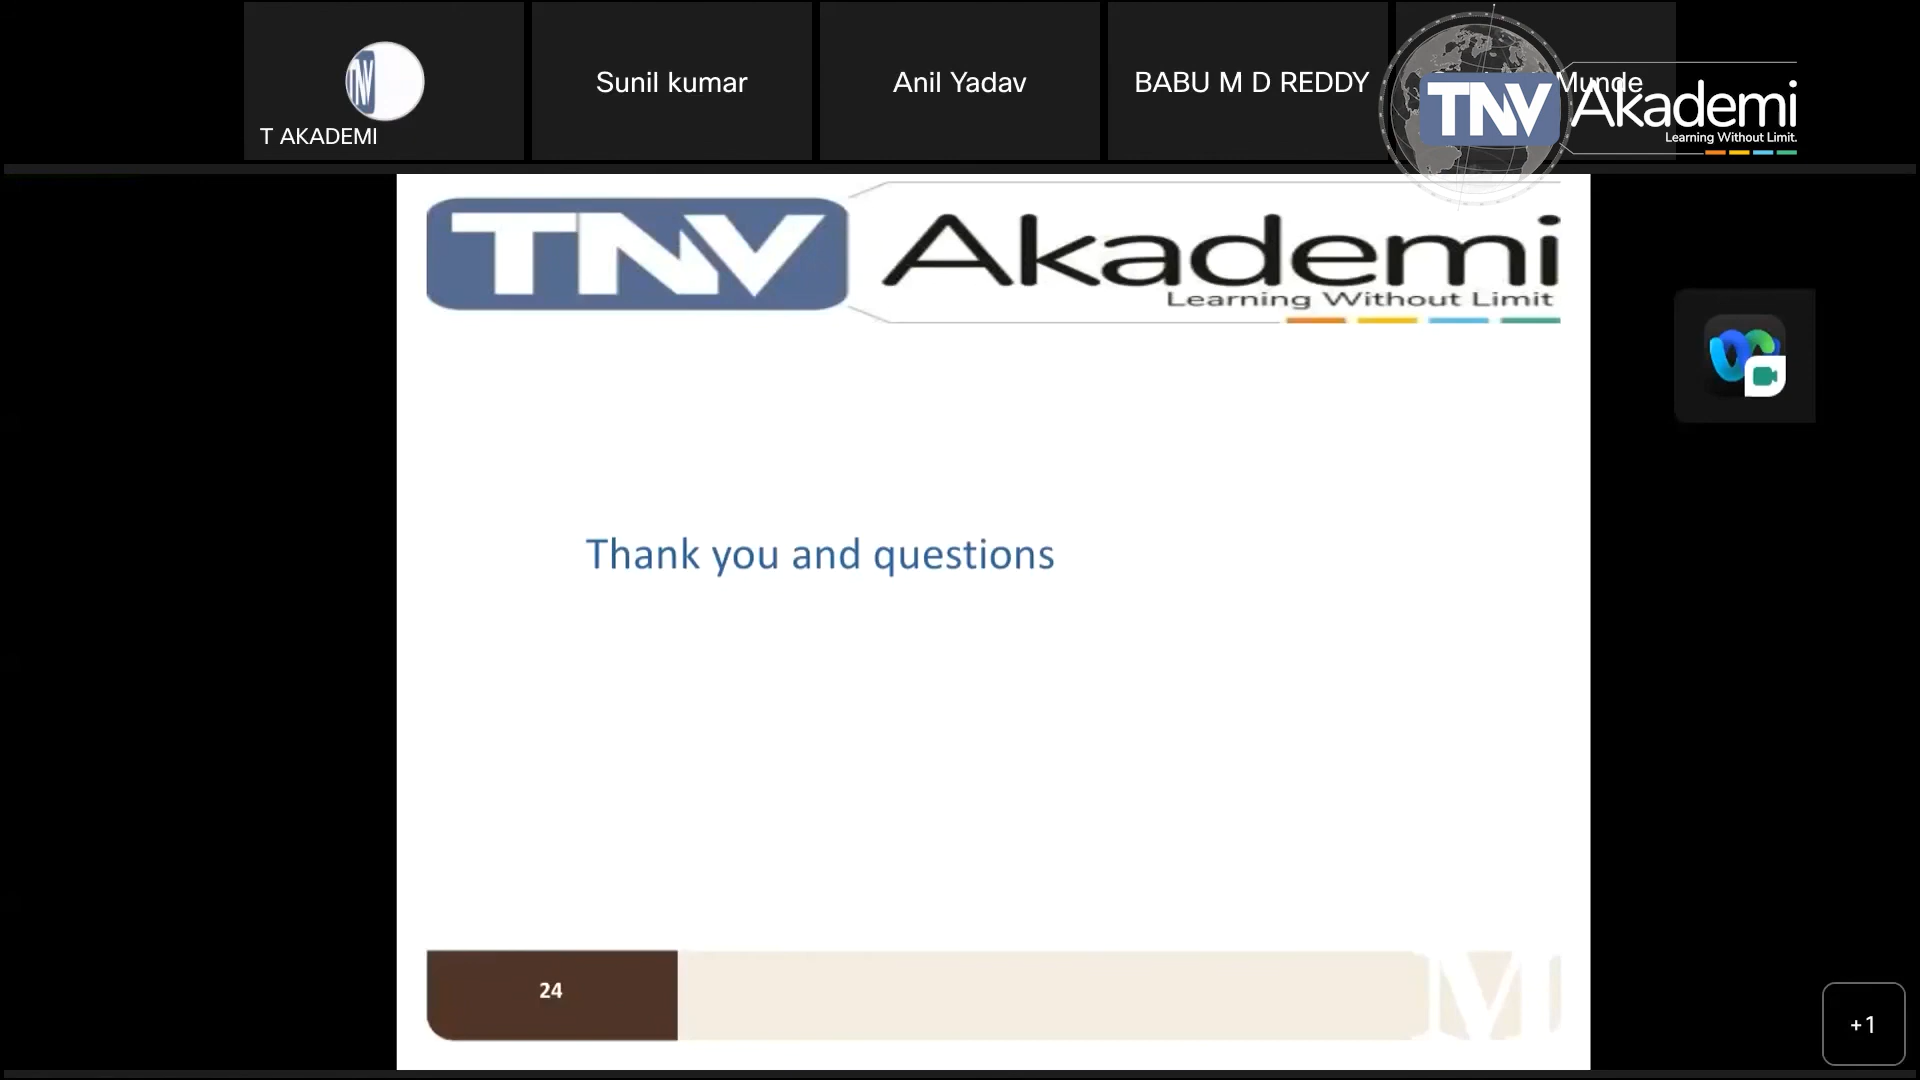 T AKADEMI
Sunil kumar
Anil Yadav
BABU M D REDDY
Munde
TNV Akademi
Learning Without Limit.
TNV Akademi
Learning Without Limit
Thank you and questions
24
M
+1